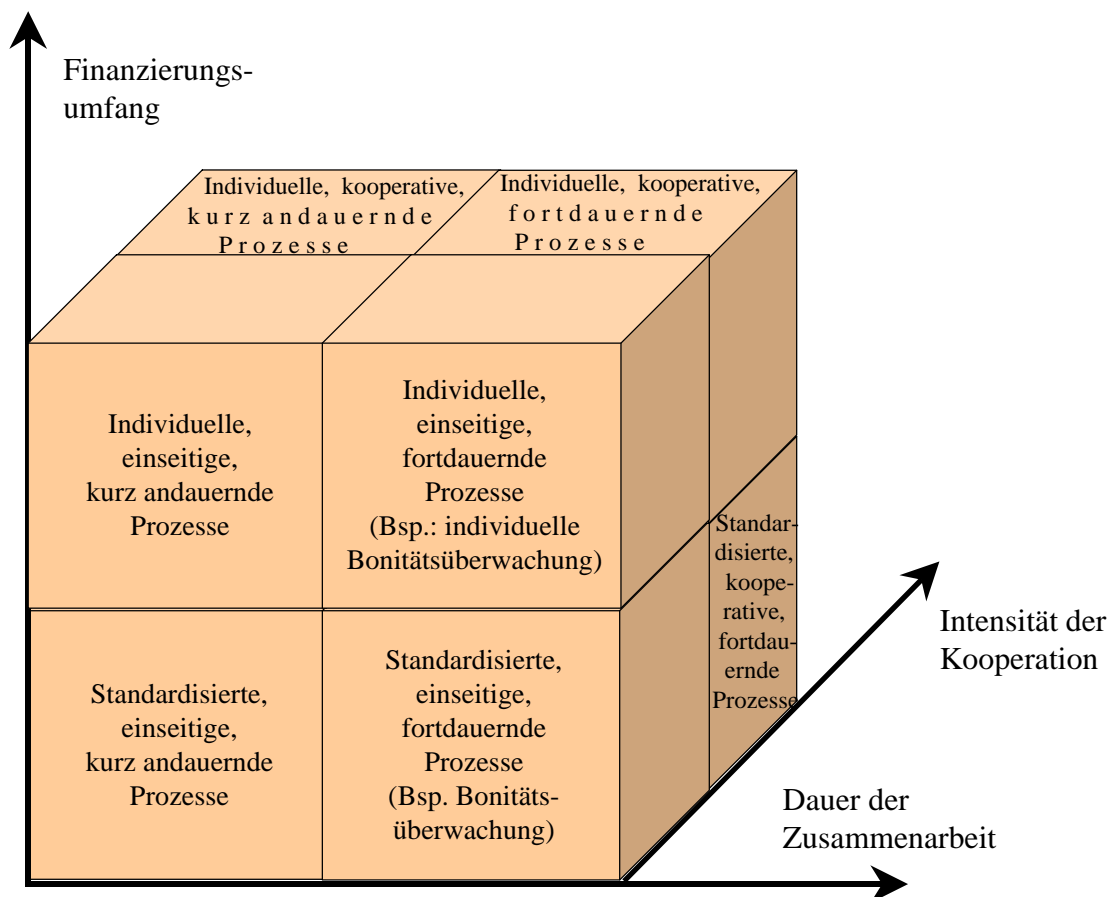 Finanzierungs-
umfang
Individuelle, kooperative,
kurz andauernde
Prozesse
Individuelle, kooperative,
fortdauernde
Prozesse
Individuelle,
einseitige,
kurz andauernde
Prozesse
Individuelle,
einseitige,
fortdauernde
Prozesse
(Bsp.: individuelle
Bonitätsüberwachung)
Standar-
disierte,
koope-
rative,
fortdau-
ernde
Prozesse
Intensität der
Kooperation
Standardisierte,
einseitige,
kurz andauernde
Prozesse
Standardisierte,
einseitige,
fortdauernde
Prozesse
(Bsp. Bonitäts-
überwachung)
Dauer der
Zusammenarbeit